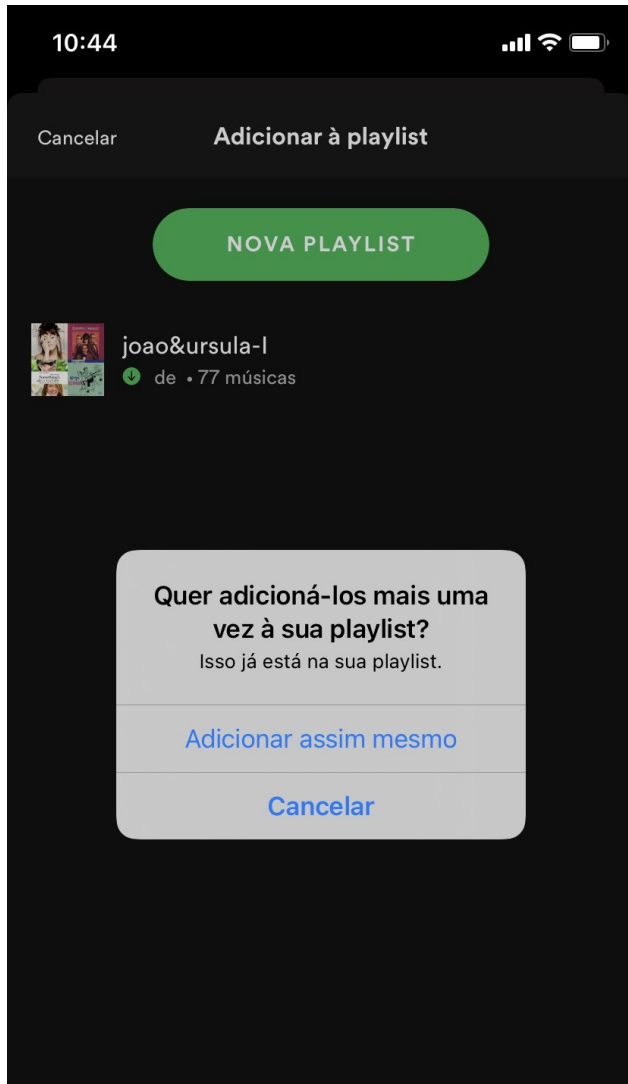 10:44
Cancelar Adicionar à playlist
NOVA PLAYLIST
joao&ursula-l
de • 77 músicas
Quer adicioná-los mais uma
vez à sua playlist?
Isso já está na sua playlist.
Adicionar assim mesmo
Cancelar